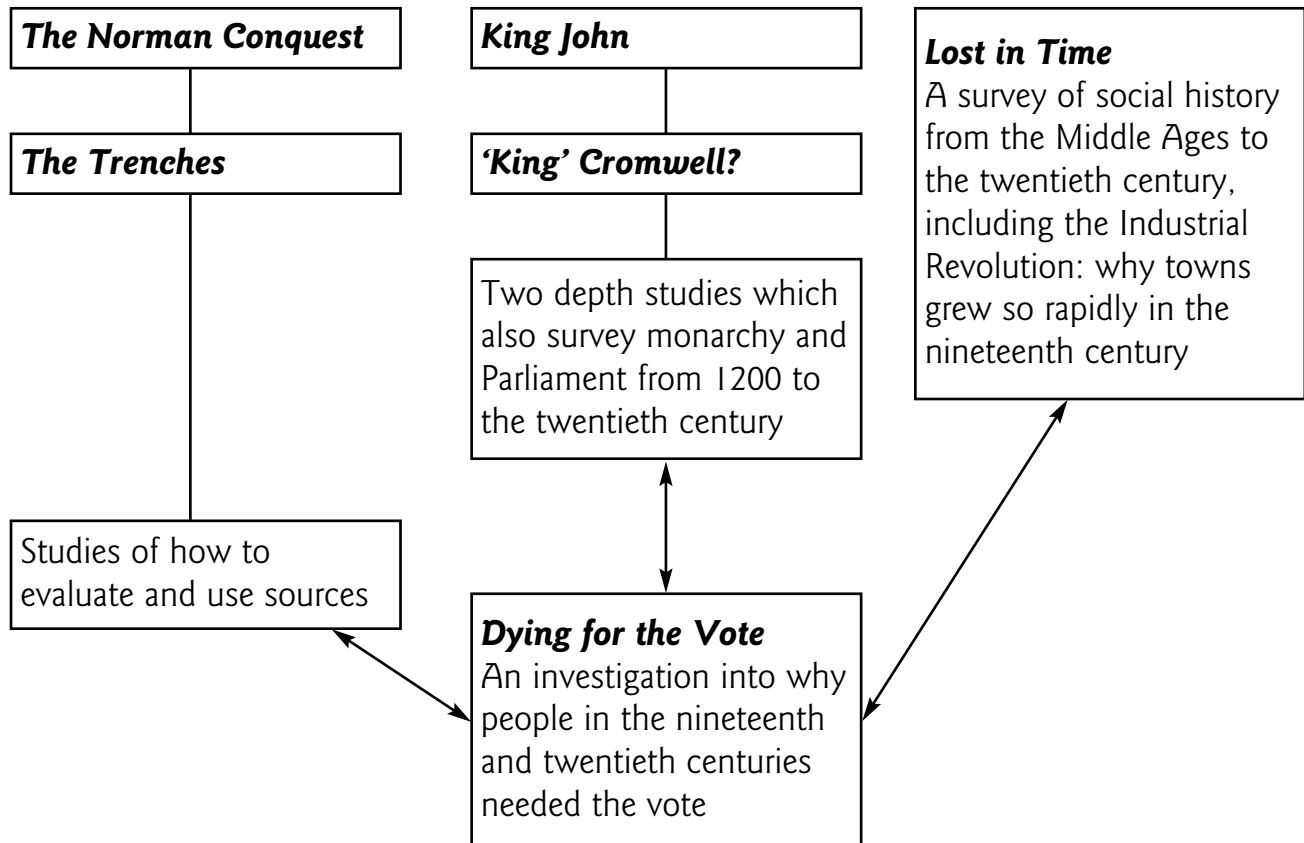 The Norman Conquest
The Trenches
Studies of how to
evaluate and use sources
King John
‘King’ Cromwell?
Two depth studies which
also survey monarchy and
Parliament from 1200 to
the twentieth century
Lost in Time
A survey of social history
from the Middle Ages to
the twentieth century,
including the Industrial
Revolution: why towns
grew so rapidly in the
nineteenth century
Dying for the Vote
An investigation into why
people in the nineteenth
and twentieth centuries
needed the vote